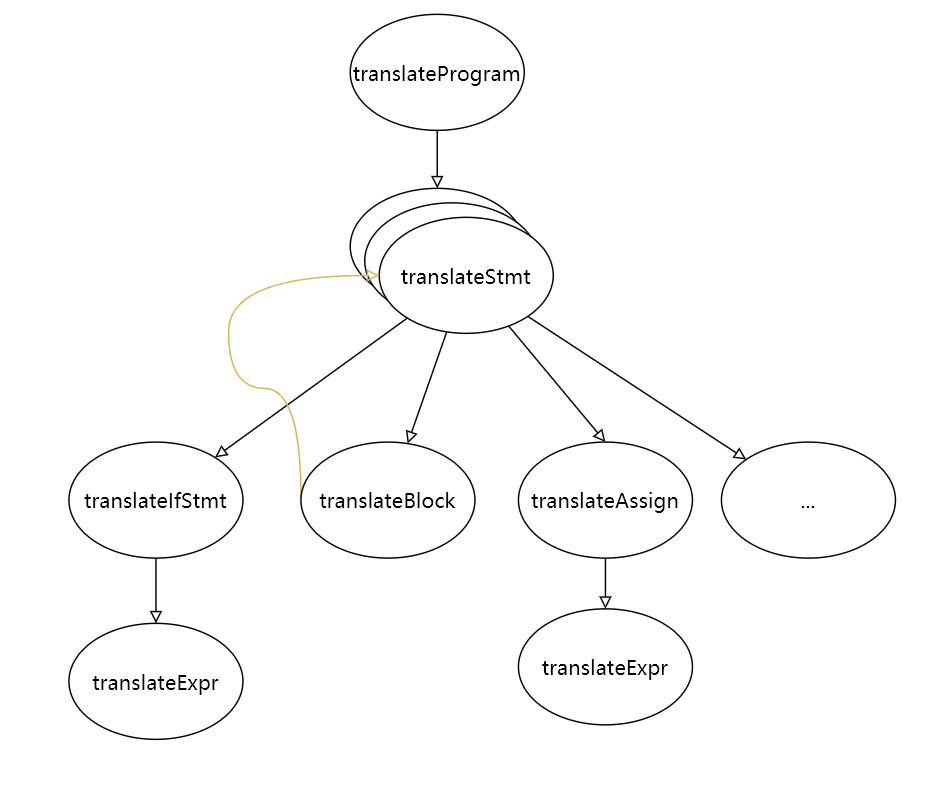 translateProgram
translateStmt
translateIfStmt
translateBlock
translateAssign
...
translateExpr
translateExpr